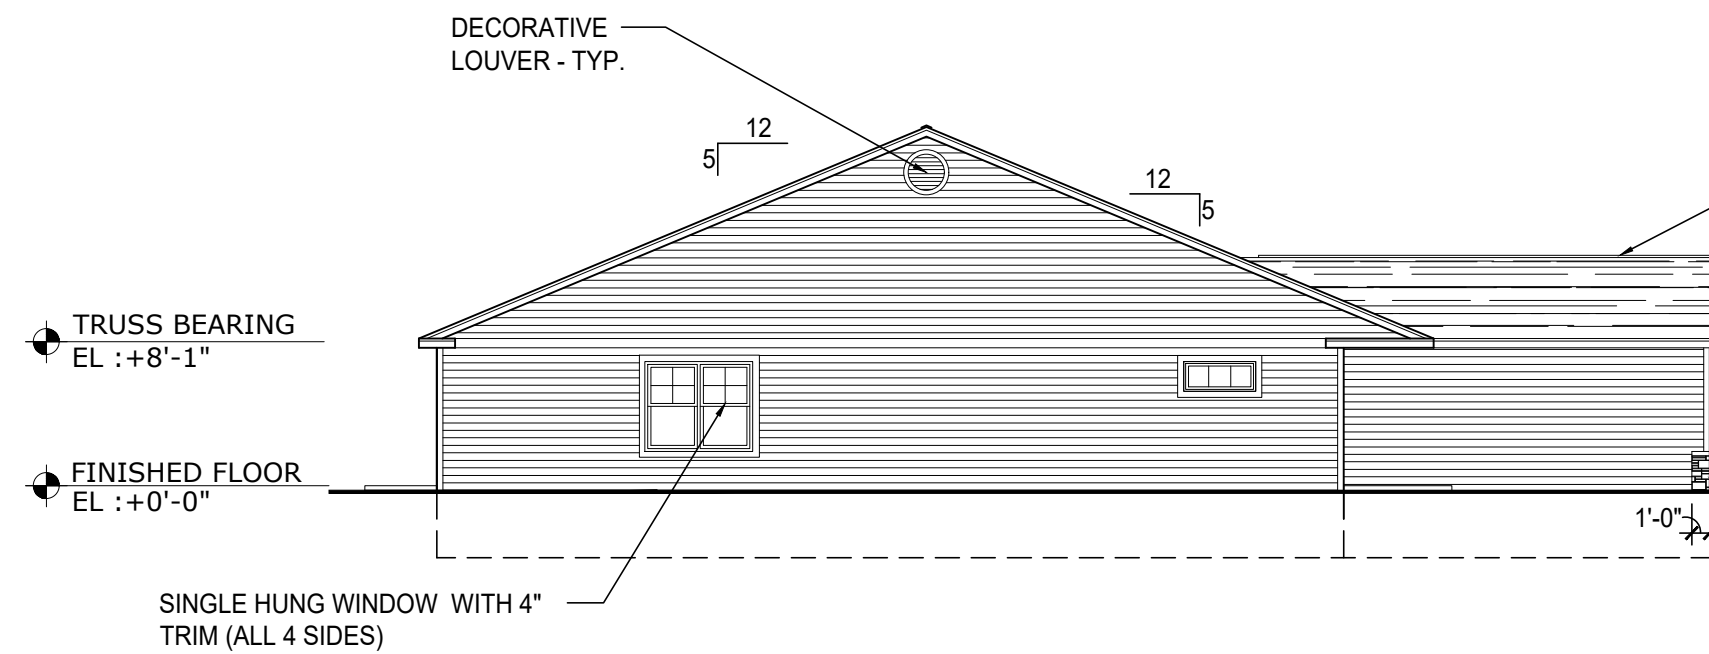 DECORATIVE
LOUVER - TYP.
12
5
12
5
TRUSS BEARING
EL :+8'-1"
FINISHED FLOOR
EL :+0'-0"
1'-0"
SINGLE HUNG WINDOW WITH 4"
TRIM (ALL 4 SIDES)